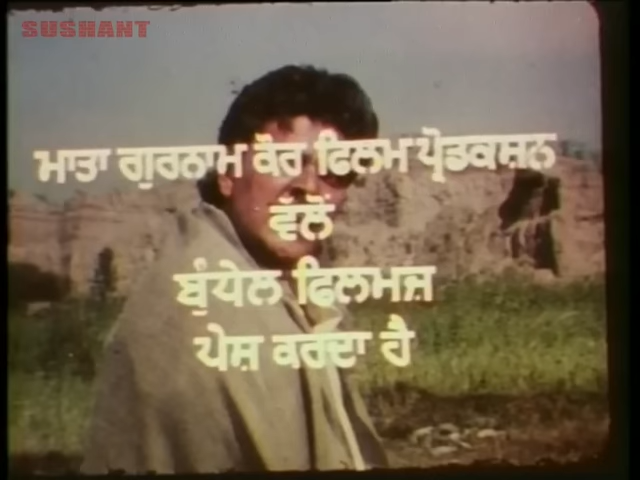 SUSHANT
ਮਾਤਾ ਗੁਰਨਾਮ ਕੌਰ ਫਿਲਮ ਪ੍ਰੋਡਕਸ਼ਨ
ਵੱਲੋਂ
ਬੁੰਧੇਲ ਫਿਲਮਜ਼
ਪੇਸ਼ ਕਰਦਾ ਹੈ